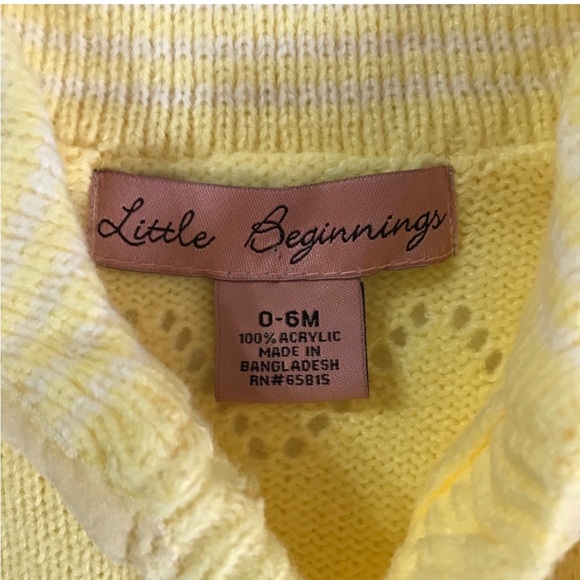 Little Beginnings
0-6M
100% ACRYLIC
MADE IN
BANGLADESH
RN#65815